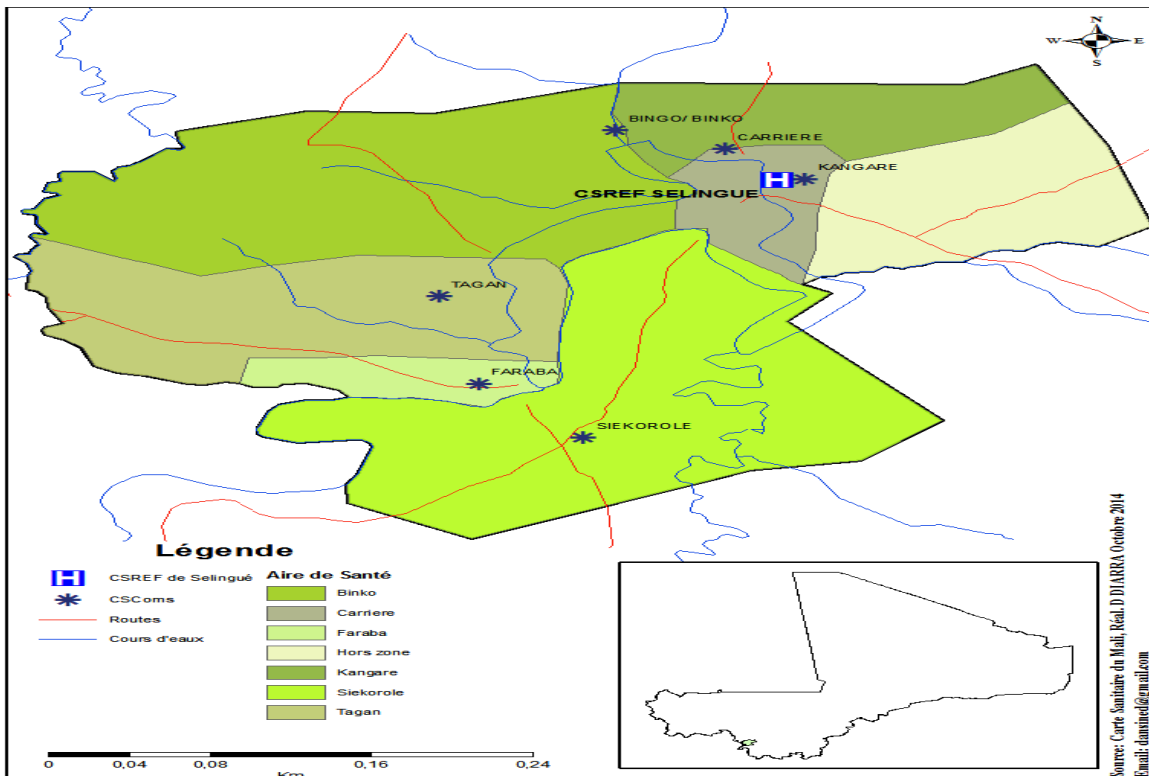 N
W E
S
BINGO/ BINKO
CARRIERE
KANGARE
CSREF SELINGUE
TAGAN
FARABA
SIEKOROLE
Légende
CSREF de Selingué
CSComs
Routes
Cours d'eaux
Aire de Santé
Binko
Carriere
Faraba
Hors zone
Kangare
Siekorole
Tagan
0 0,04 0,08 0,16 0,24
Km
Source: Carte Sanitaire du Mali, Réal. D DIARRA Octobre 2014
Email: dansined@gmail.com